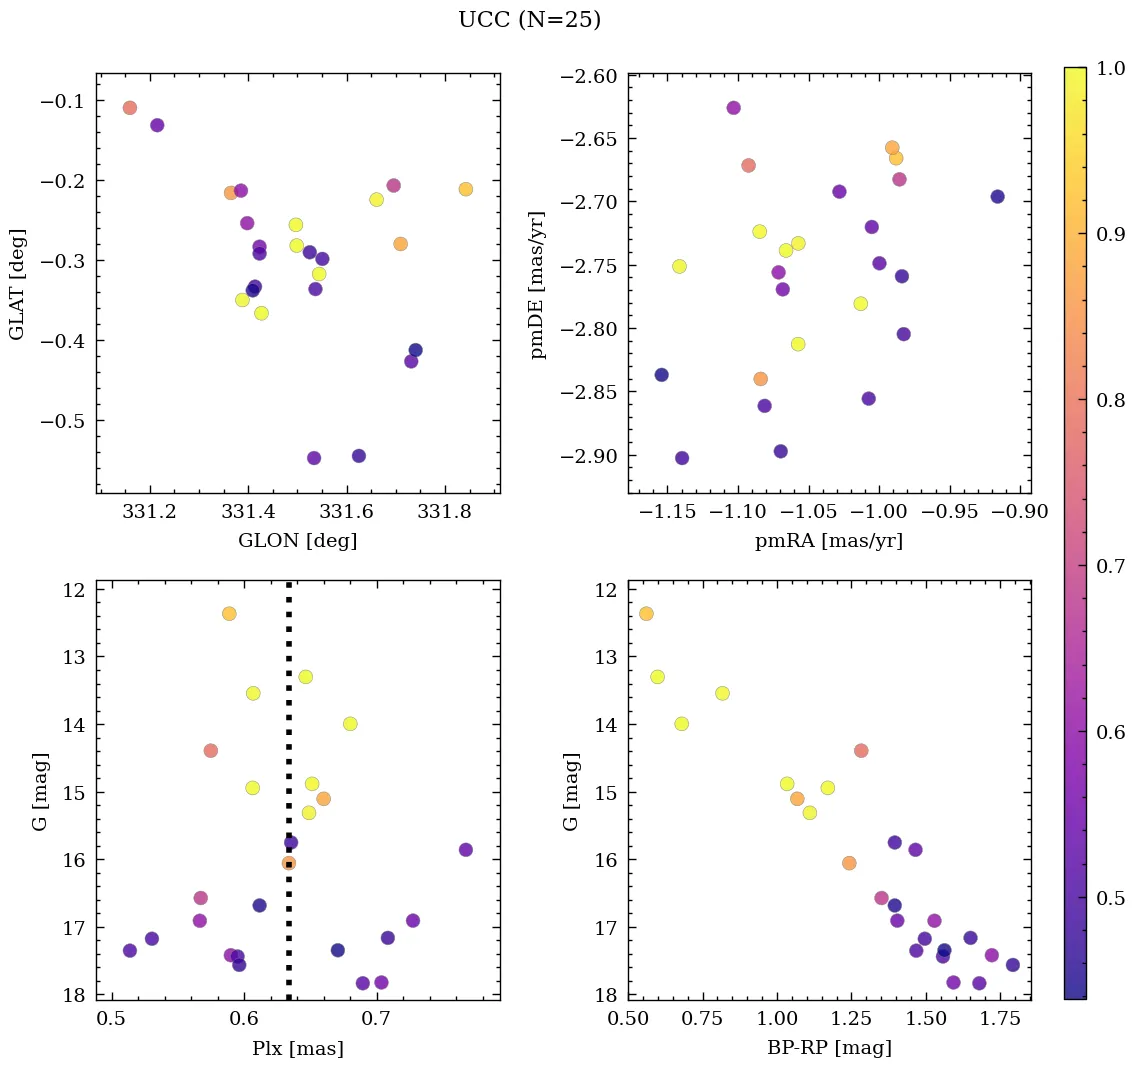 UCC (N=25)
−0.1
−0.2
−0.3
−0.4
−0.5
GLAT [deg]
331.2 331.4 331.6 331.8
GLON [deg]
−2.60
−2.65
−2.70
−2.75
−2.80
−2.85
−2.90
pmDE [mas/yr]
−1.15 −1.10 −1.05 −1.00 −0.95 −0.90
pmRA [mas/yr]
12
13
14
15
16
17
18
G [mag]
0.5 0.6 0.7
Plx [mas]
12
13
14
15
16
17
18
G [mag]
0.50 0.75 1.00 1.25 1.50 1.75
BP-RP [mag]
1.0
0.9
0.8
0.7
0.6
0.5